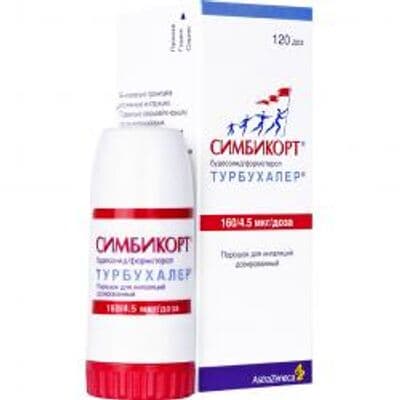 120 доз
СИМБИКОРТ®
будесонид/формотерол
ТУРБУХАЛЕР®
160/4.5 мкг/доза
Порошок для ингаляций
дозированный
AstraZeneca
СИМБИКОРТ®
будесонид/формотерол
ТУРБУХАЛЕР®
Порошок для ингаляций
дозированный
160/4.5 мкг/доза